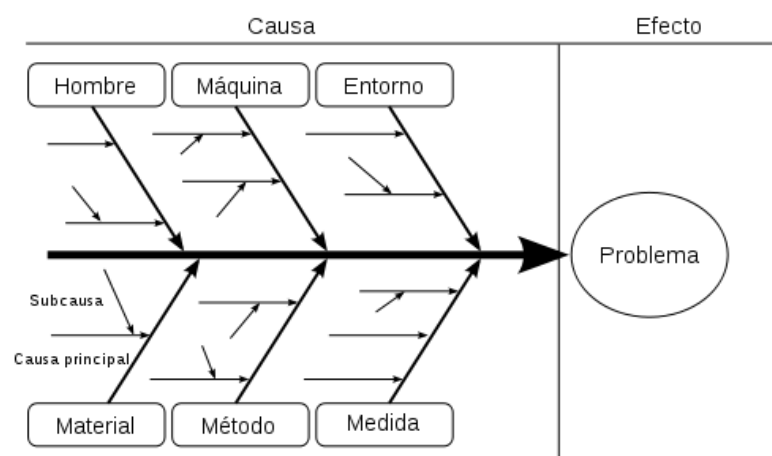 Causa
Efecto
Hombre
Máquina
Entorno
Problema
Subcausa
Causa principal
Material
Método
Medida